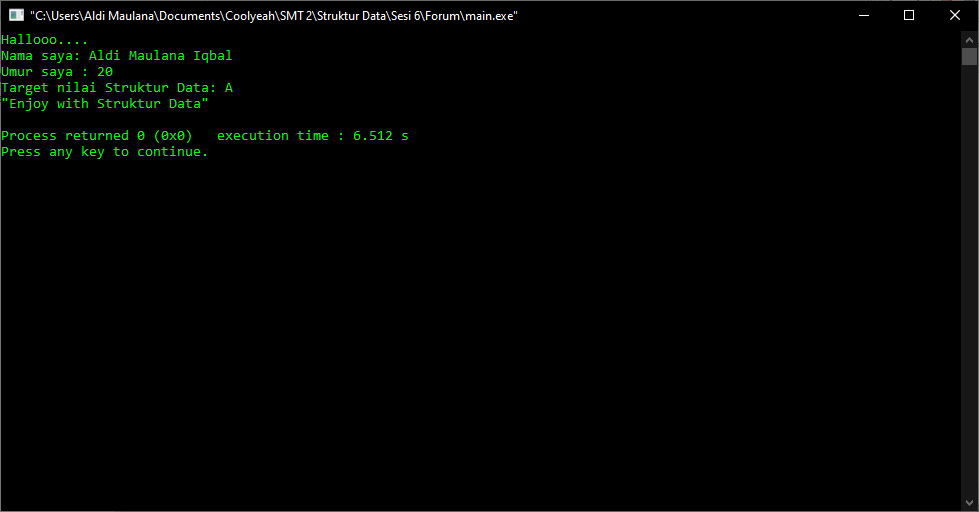 "C:\Users\Aldi Maulana\Documents\Coolyeah\SMT 2\Struktur Data\Sesi 6\Forum\main.exe"
Hallooo....
Nama saya: Aldi Maulana Iqbal
Umur saya : 20
Target nilai Struktur Data: A
"Enjoy with Struktur Data"
Process returned 0 (0x0)   execution time : 6.512 s
Press any key to continue.